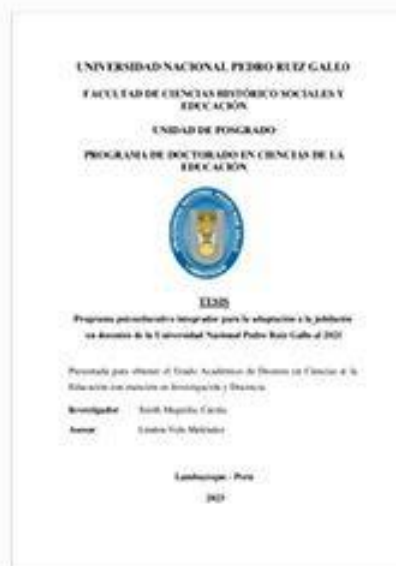 UNIVERSIDAD NACIONAL PEDRO RUIZ GALLO
FACULTAD DE CIENCIAS HISTÓRICO SOCIALES Y
EDUCACIÓN
UNIDAD DE POSGRADO
PROGRAMA DE DOCTORADO EN CIENCIAS DE LA
EDUCACIÓN
TESIS
Programa psicoeducativo integrador para la adaptación a la jubilación
en docentes de la Universidad Nacional Pedro Ruiz Gallo al 2021
Presentada para obtener el Grado Académico de Doctora en Ciencias de la
Educación con mención en Investigación y Docencia
Investigador
Asesor
Lambayeque - Perú
2023